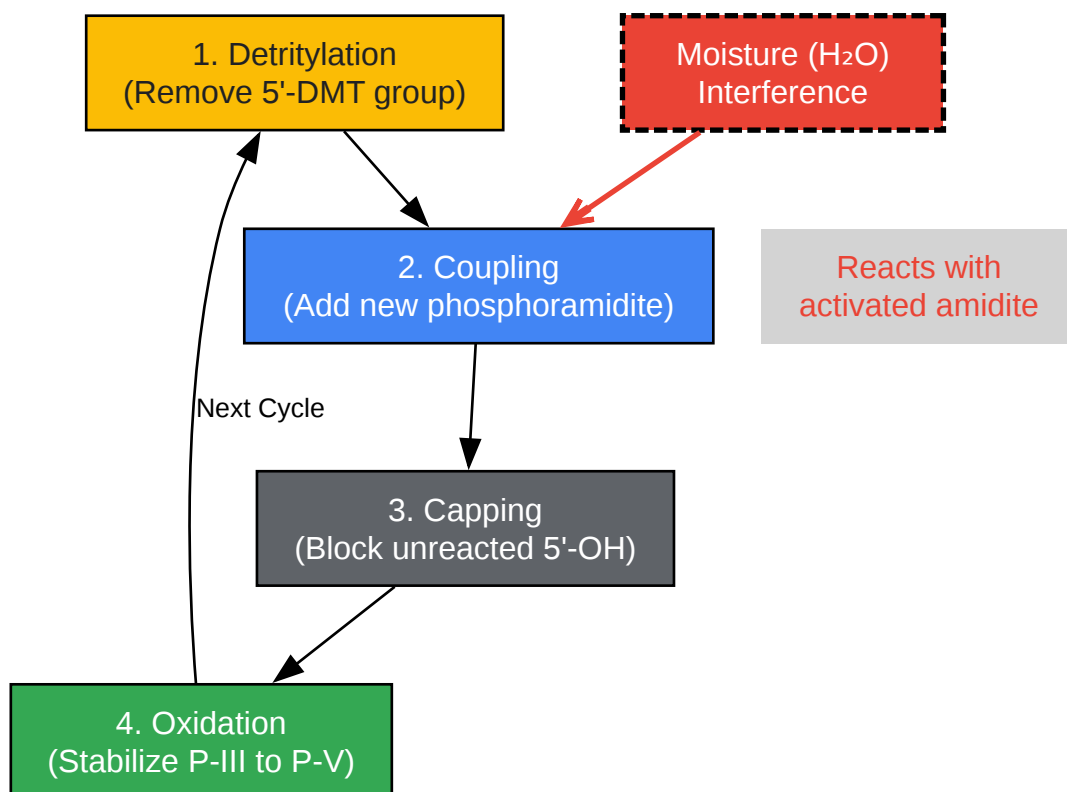 1. Detritylation
(Remove 5'-DMT group)
Moisture (H₂O)
Interference
2. Coupling
(Add new phosphoramidite)
Reacts with
activated amidite
Next Cycle
3. Capping
(Block unreacted 5'-OH)
4. Oxidation
(Stabilize P-III to P-V)